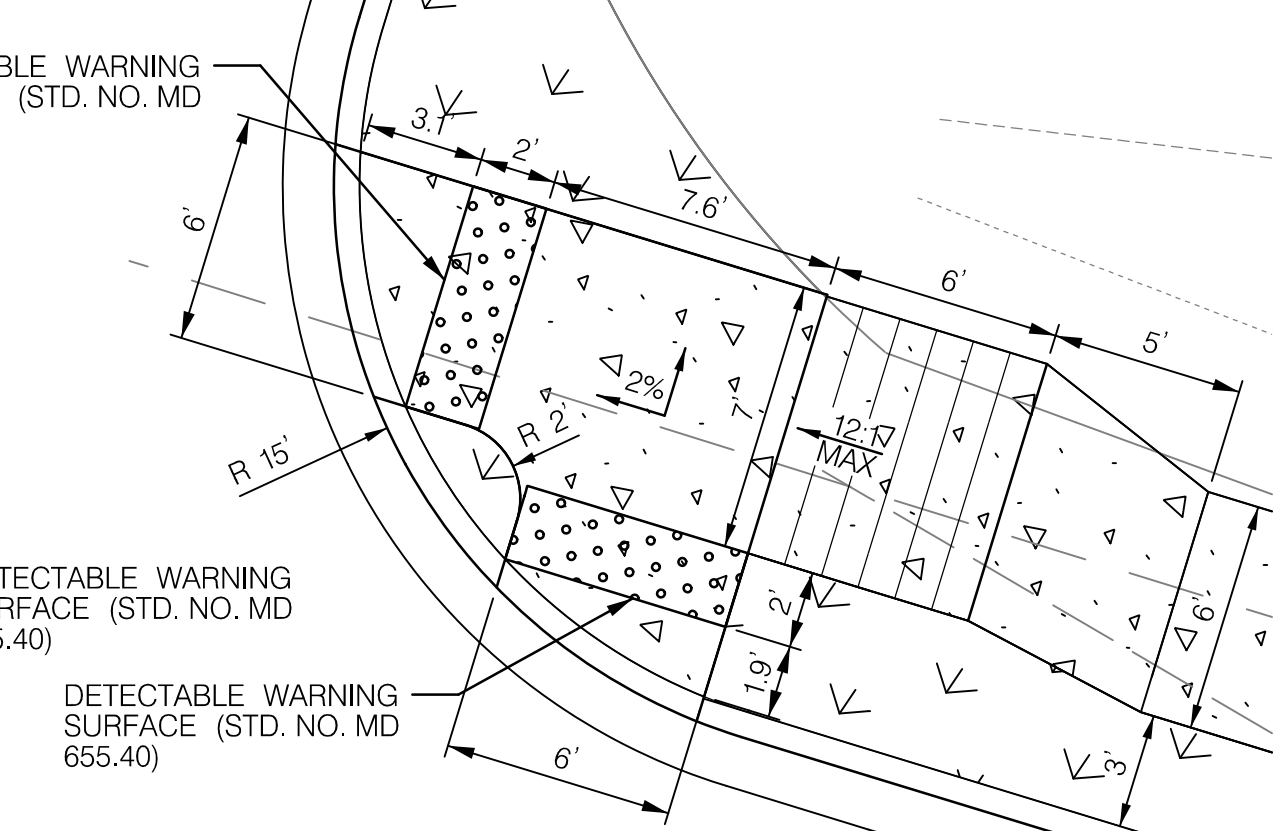 BLE WARNING
(STD. NO. MD
3.1'
2'
7.6'
6'
6'
5'
2%
7'
12:1
MAX
R 2'
R 15'
TECTABLE WARNING
RFACE (STD. NO. MD
5.40)
2'
6'
1.9'
DETECTABLE WARNING
SURFACE (STD. NO. MD
655.40)
6'
3'